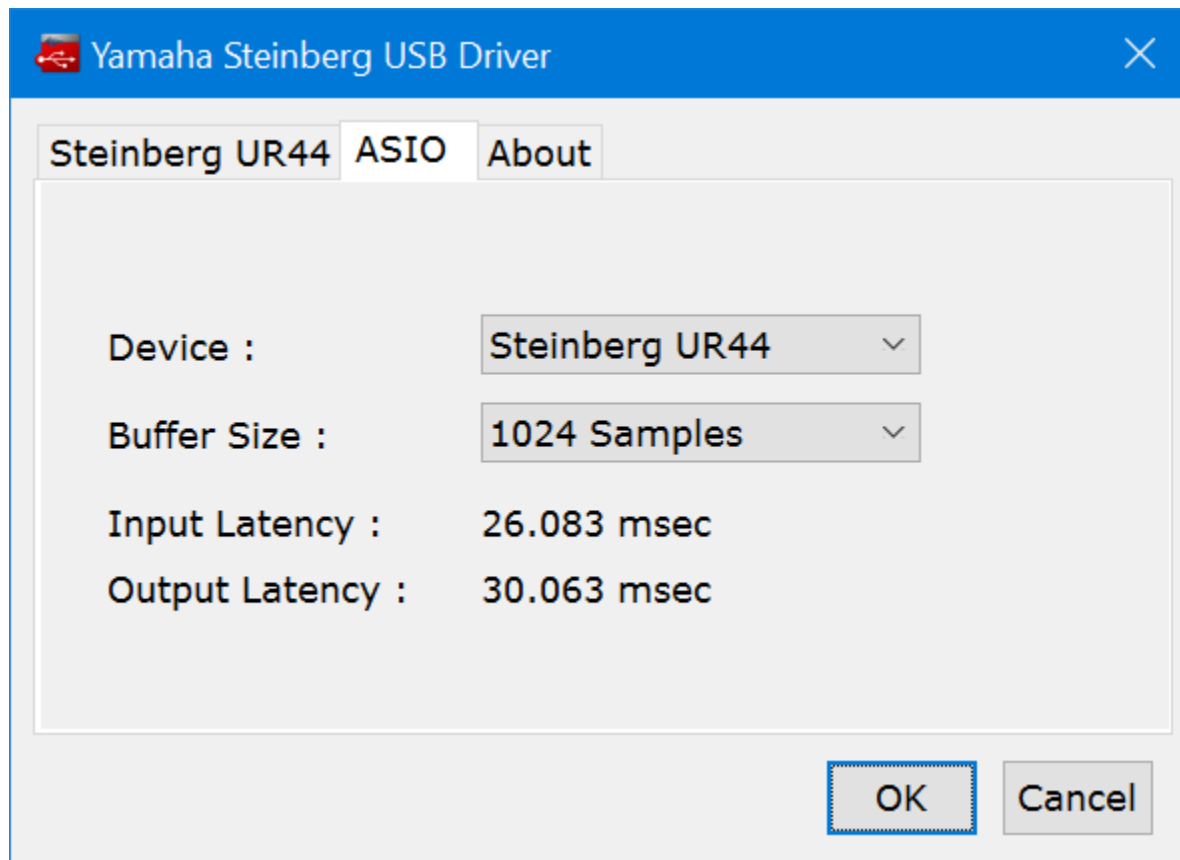 Yamaha Steinberg USB Driver
Steinberg UR44 ASIO About
Device : Steinberg UR44
Buffer Size : 1024 Samples
Input Latency : 26.083 msec
Output Latency : 30.063 msec
OK Cancel